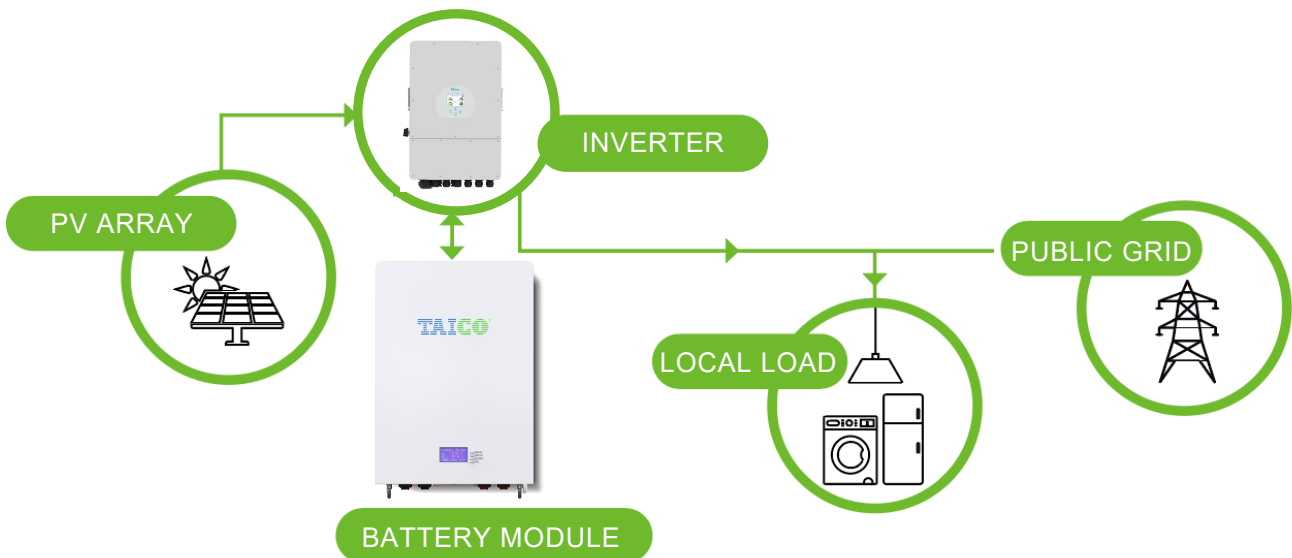 INVERTER
PV ARRAY
PUBLIC GRID
TAICO
LOCAL LOAD
BATTERY MODULE